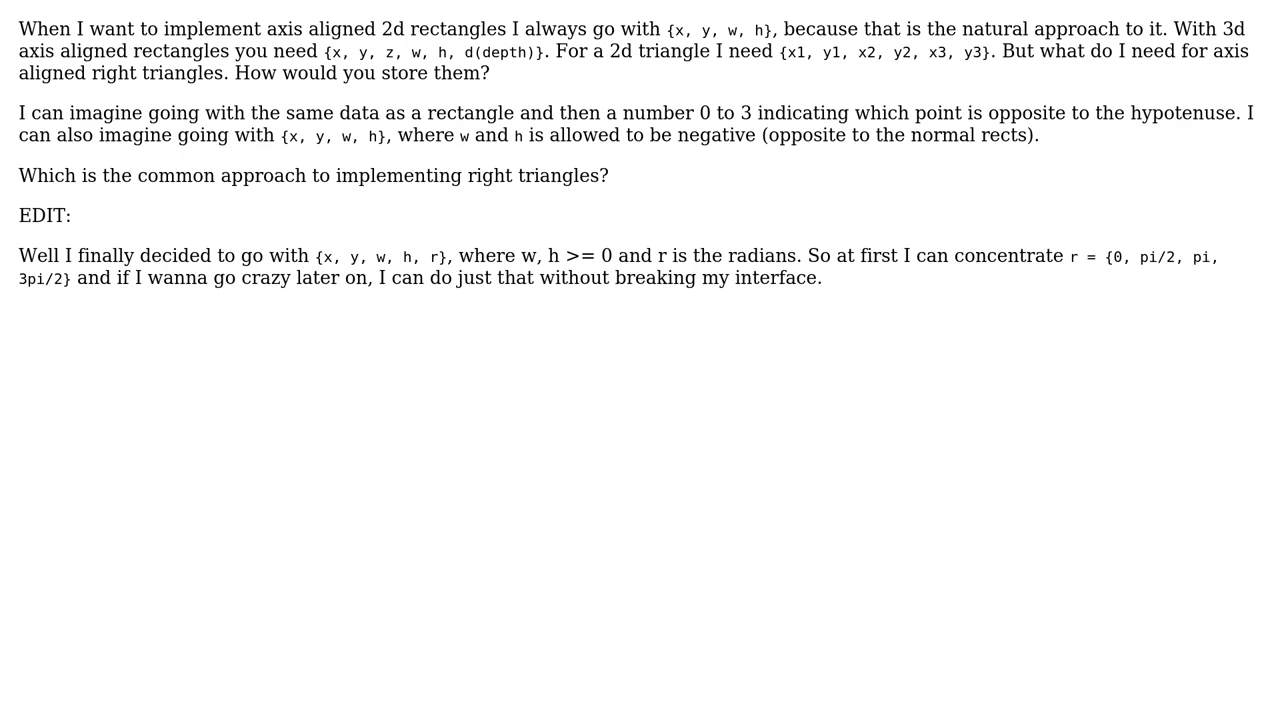 When I want to implement axis aligned 2d rectangles I always go with {x, y, w, h}, because that is the natural approach to it. With 3d
axis aligned rectangles you need {x, y, z, w, h, d(depth)}. For a 2d triangle I need {x1, y1, x2, y2, x3, y3}. But what do I need for axis
aligned right triangles. How would you store them?
I can imagine going with the same data as a rectangle and then a number 0 to 3 indicating which point is opposite to the hypotenuse. I
can also imagine going with {x, y, w, h}, where w and h is allowed to be negative (opposite to the normal rects).
Which is the common approach to implementing right triangles?
EDIT:
Well I finally decided to go with {x, y, w, h, r}, where w, h >= 0 and r is the radians. So at first I can concentrate r = {0, pi/2, pi,
3pi/2} and if I wanna go crazy later on, I can do just that without breaking my interface.